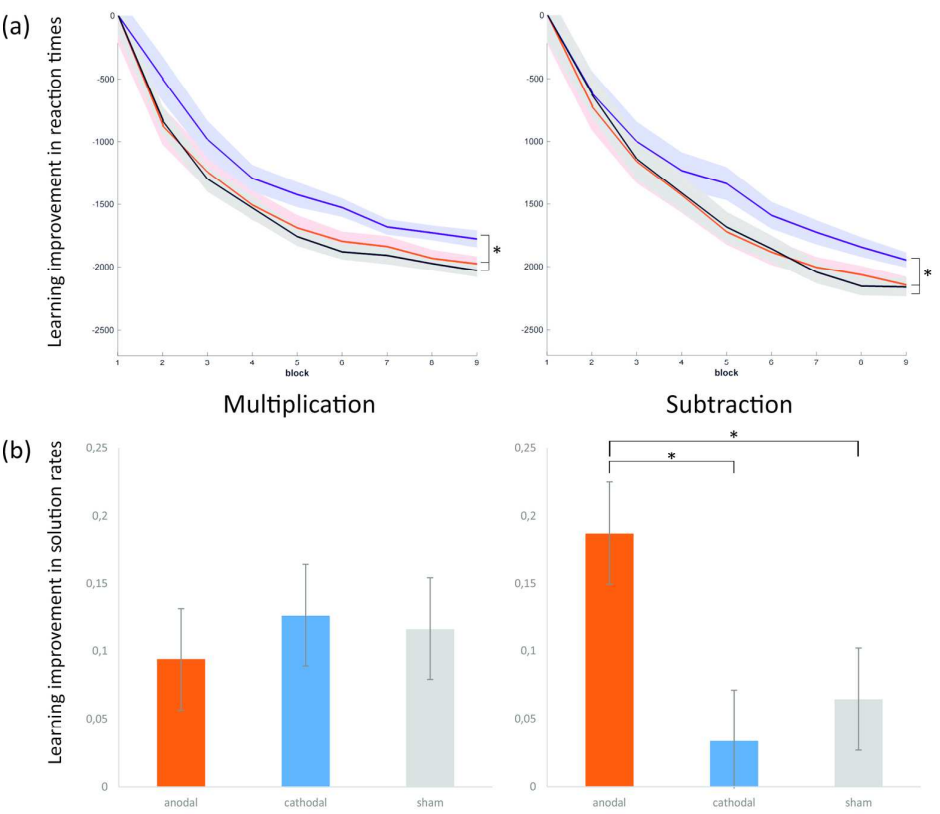 (a)
Learning improvement in reaction times
0
-500
-1000
-1500
-2000
-2500
1 2 3 4 5 6 7 8 9
block
*
Multiplication
0
-500
-1000
-1500
-2000
-2500
1 2 3 4 5 6 7 8 9
block
*
Subtraction
(b)
Learning improvement in solution rates
0,25
0,2
0,15
0,1
0,05
0
anodal cathodal sham
0,25
0,2
0,15
0,1
0,05
0
*
*
anodal cathodal sham